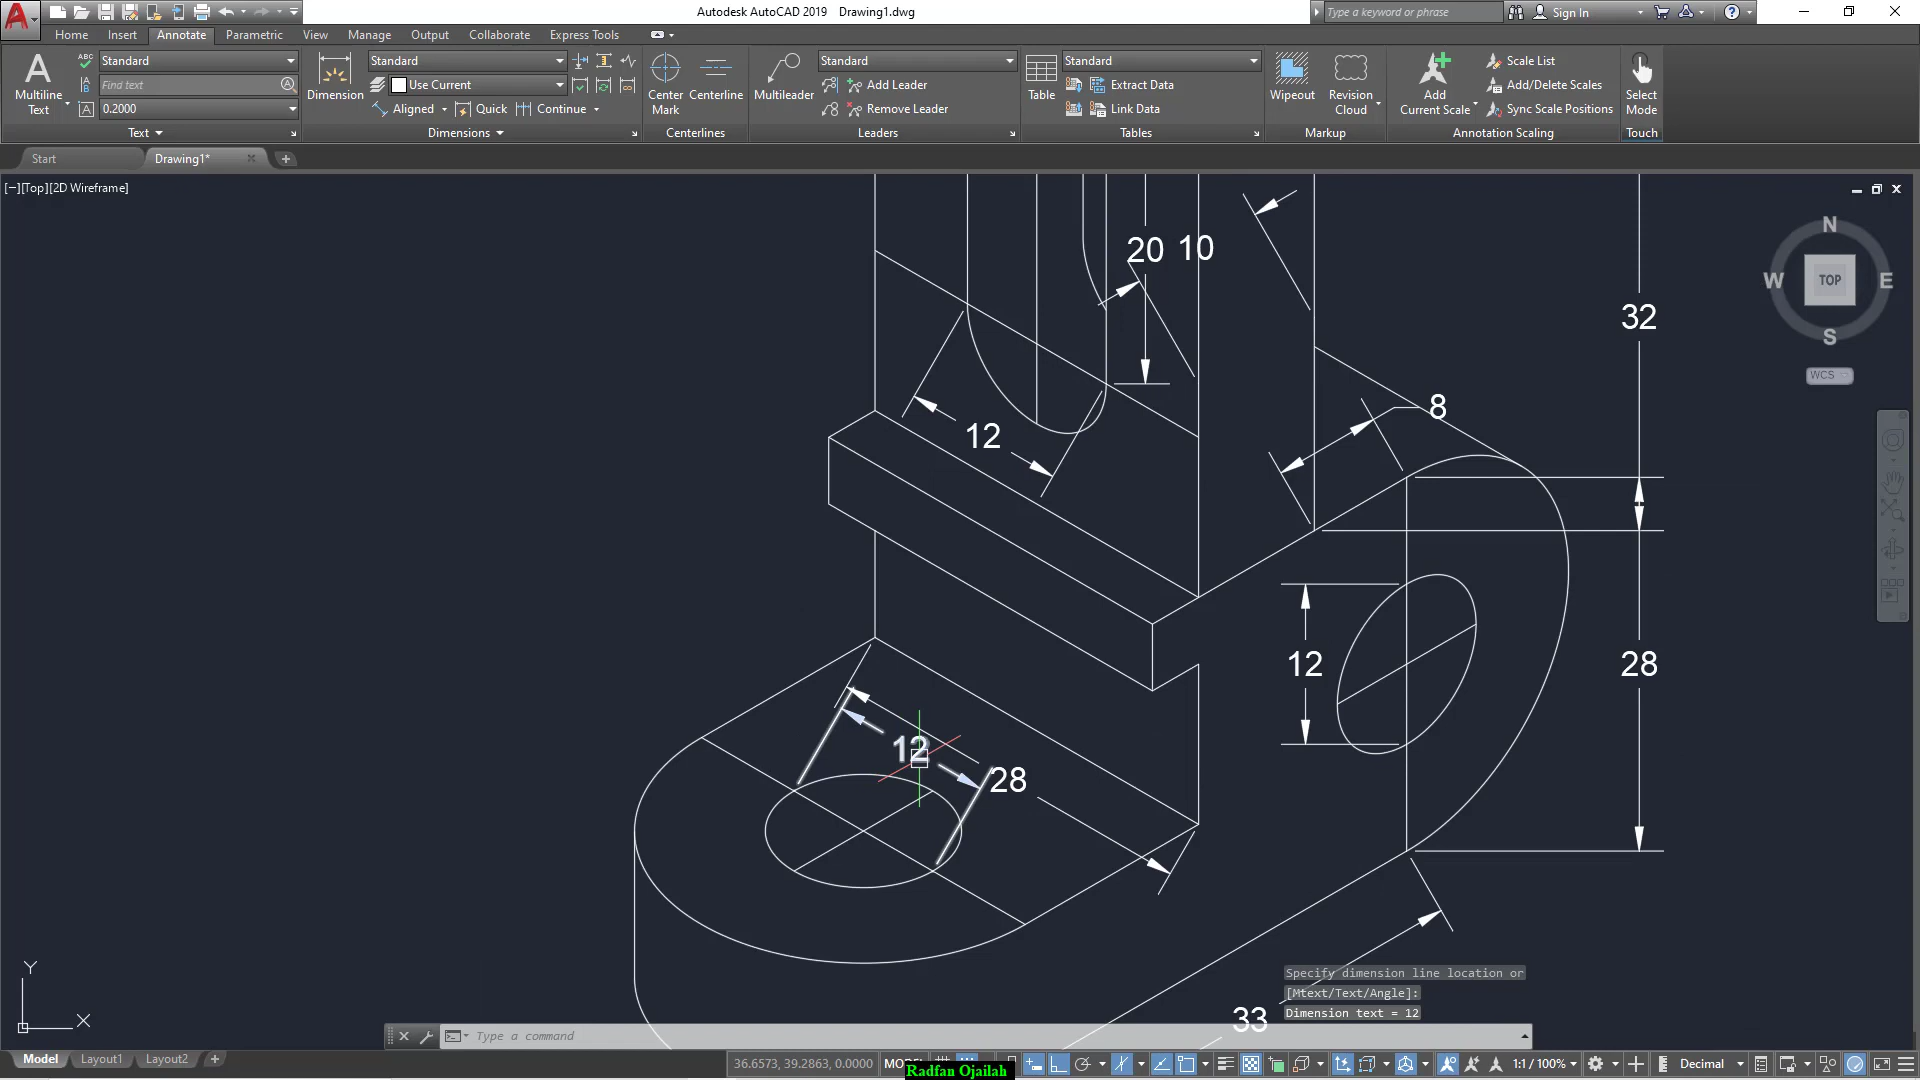 Autodesk AutoCAD 2019 Drawing1.dwg
Type a keyword or phrase
Sign In
Home Insert Annotate Parametric View Manage Output Collaborate Express Tools
Multiline Text
ABC
Standard
Find text
0.2000
Text
Dimension
Standard
Use Current
Aligned Quick Continue
Dimensions
Center Mark
Centerline
Centerlines
Multileader
Standard
Add Leader
Remove Leader
Leaders
Table
Standard
Extract Data
Link Data
Tables
Wipeout
Revision Cloud
Markup
Add Current Scale
Scale List
Add/Delete Scales
Sync Scale Positions
Annotation Scaling
Select Mode
Touch
Start
Drawing1*
[−][Top][2D Wireframe]
N
W TOP E
S
WCS
20 10
32
8
12
12
28
12
28
33
Y
X
Specify dimension line location or
[Mtext/Text/Angle]:
Dimension text = 12
Type a command
Model Layout1 Layout2
36.6573, 39.2863, 0.0000
1:1 / 100%
Decimal
Radfan Ojailah